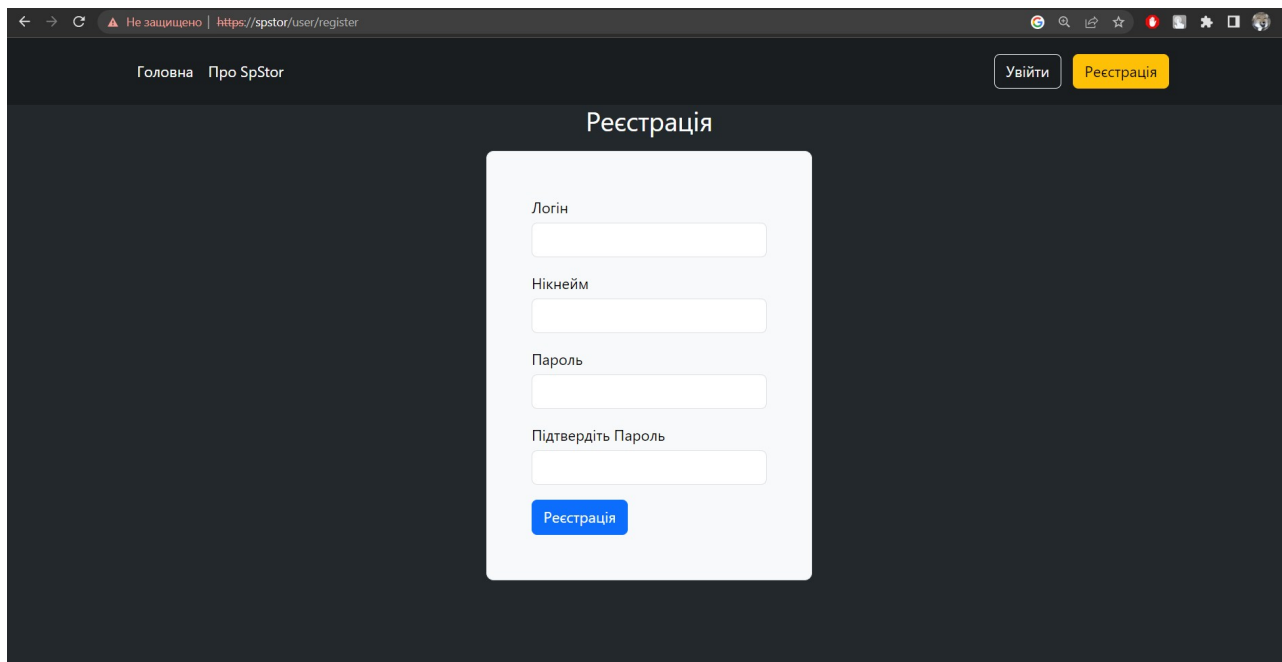 Не защищено | https://spstor/user/register
Головна Про SpStor Увійти Реєстрація
Реєстрація
Логін
Нікнейм
Пароль
Підтвердіть Пароль
Реєстрація